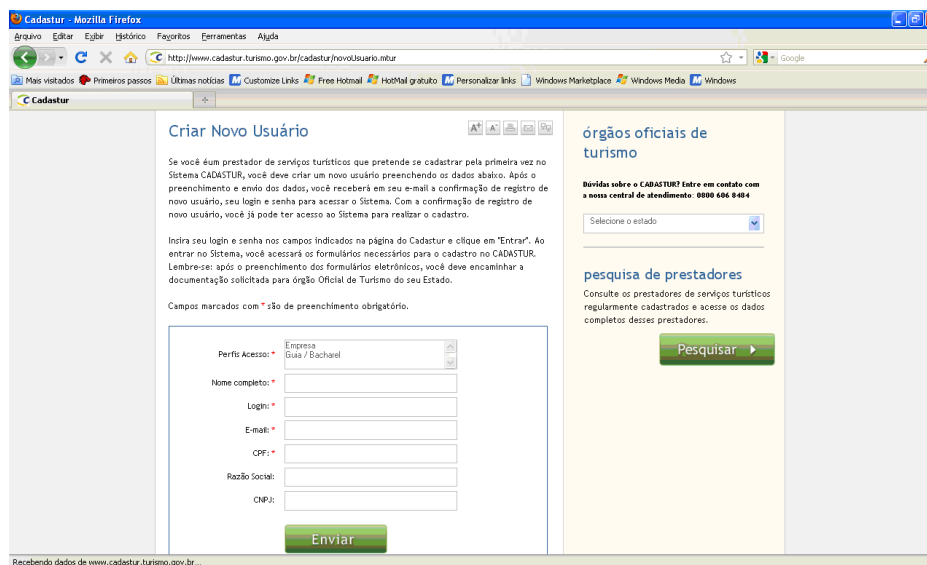 Cadastur - Mozilla Firefox
Arquivo Editar Exibir Histórico Favoritos Ferramentas Ajuda
http://www.cadastur.turismo.gov.br/cadastur/novoUsuario.mtur
Google
Mais visitados Primeiros passos Últimas notícias Customize Links Free Hotmail HotMail gratuito Personalizar links Windows Marketplace Windows Media Windows
Cadastur
Criar Novo Usuário
A+ A-
Se você éum prestador de serviços turísticos que pretende se cadastrar pela primeira vez no
Sistema CADASTUR, você deve criar um novo usuário preenchendo os dados abaixo. Após o
preenchimento e envio dos dados, você receberá em seu e-mail a confirmação de registro de
novo usuário, seu login e senha para acessar o Sistema. Com a confirmação de registro de
novo usuário, você já pode ter acesso ao Sistema para realizar o cadastro.
Insira seu login e senha nos campos indicados na página do Cadastur e clique em "Entrar". Ao
entrar no Sistema, você acessará os formulários necessários para o cadastro no CADASTUR.
Lembre-se: após o preenchimento dos formulários eletrônicos, você deve encaminhar a
documentação solicitada para órgão Oficial de Turismo do seu Estado.
Campos marcados com * são de preenchimento obrigatório.
Perfis Acesso: *
Empresa
Guia / Bacharel
Nome completo: *
Login: *
E-mail: *
CPF: *
Razão Social:
CNPJ:
Enviar
órgãos oficiais de
turismo
Dúvidas sobre o CADASTUR? Entre em contato com
a nossa central de atendimento: 0800 606 8484
Selecione o estado
pesquisa de prestadores
Consulte os prestadores de serviços turísticos
regularmente cadastrados e acesse os dados
completos desses prestadores.
Pesquisar
Recebendo dados de www.cadastur.turismo.gov.br...